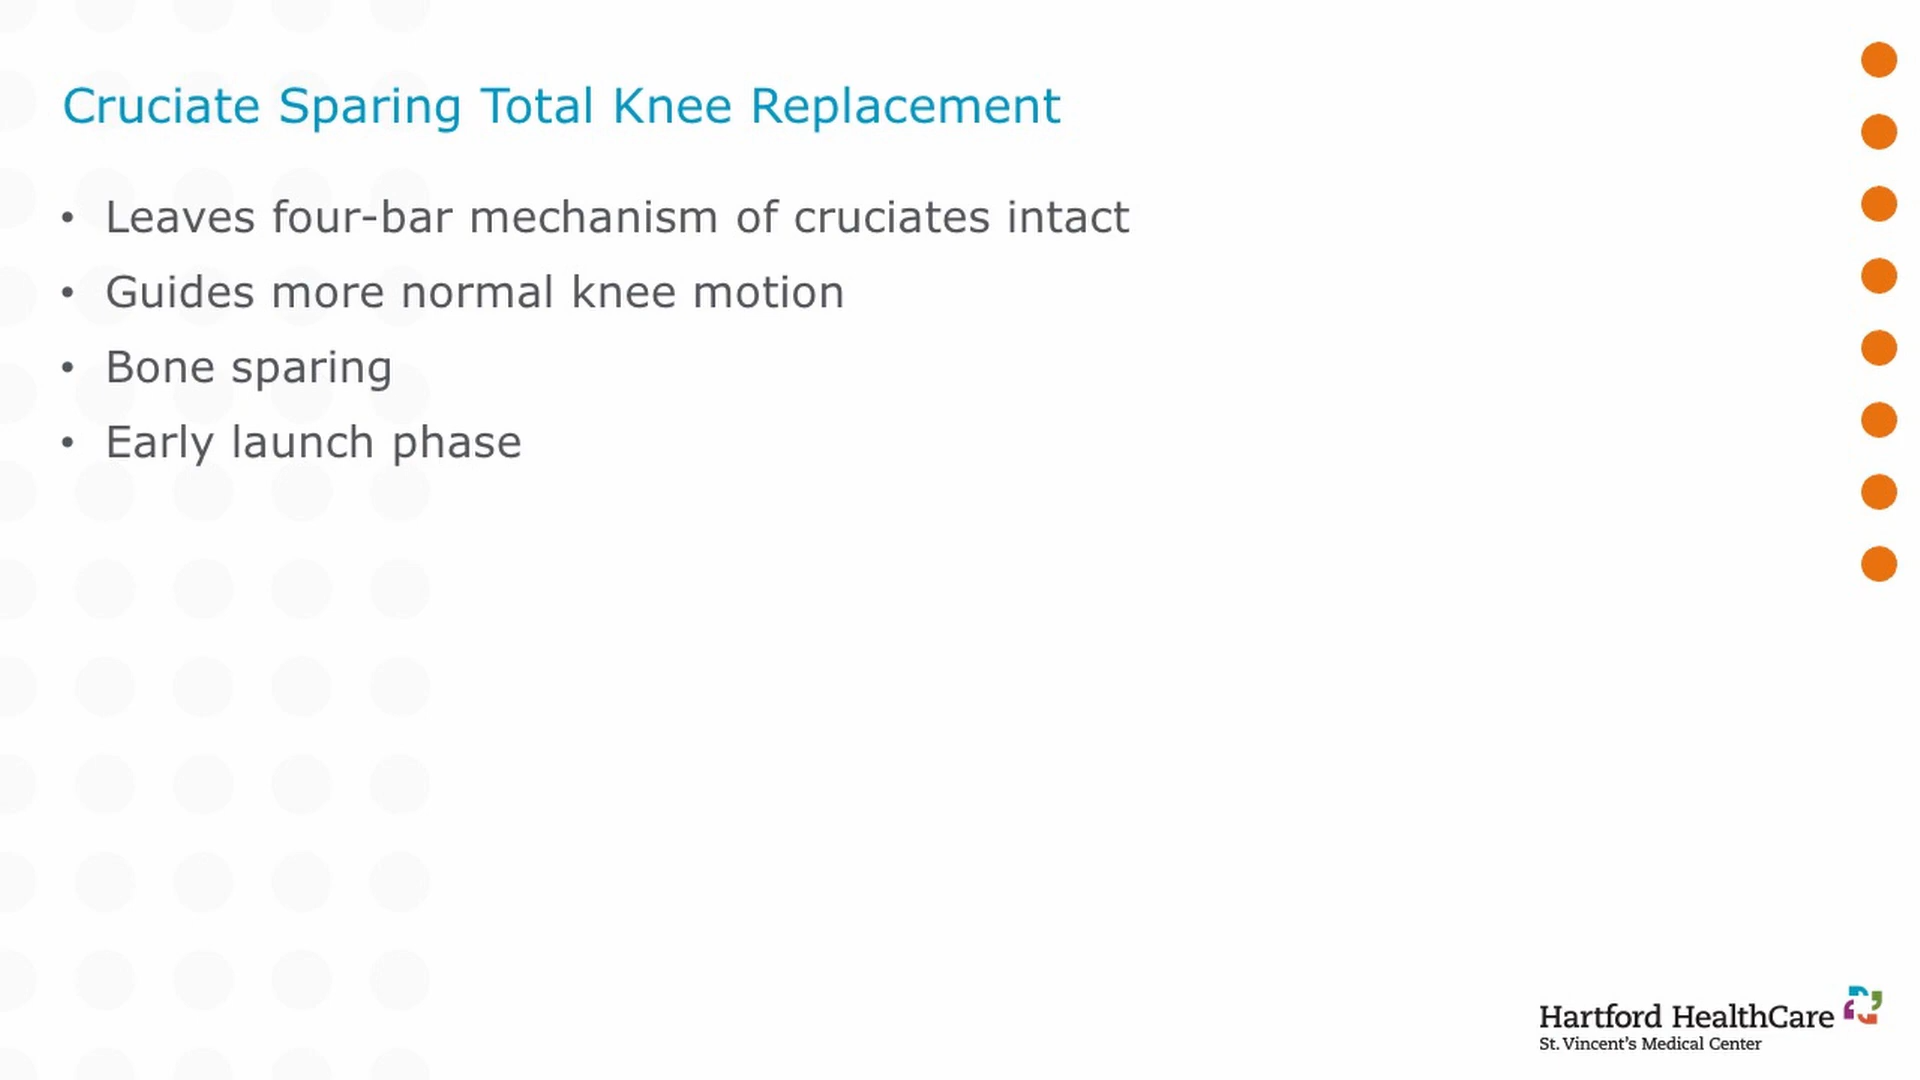 Cruciate Sparing Total Knee Replacement
• Leaves four-bar mechanism of cruciates intact
• Guides more normal knee motion
• Bone sparing
• Early launch phase
Hartford HealthCare
St. Vincent's Medical Center